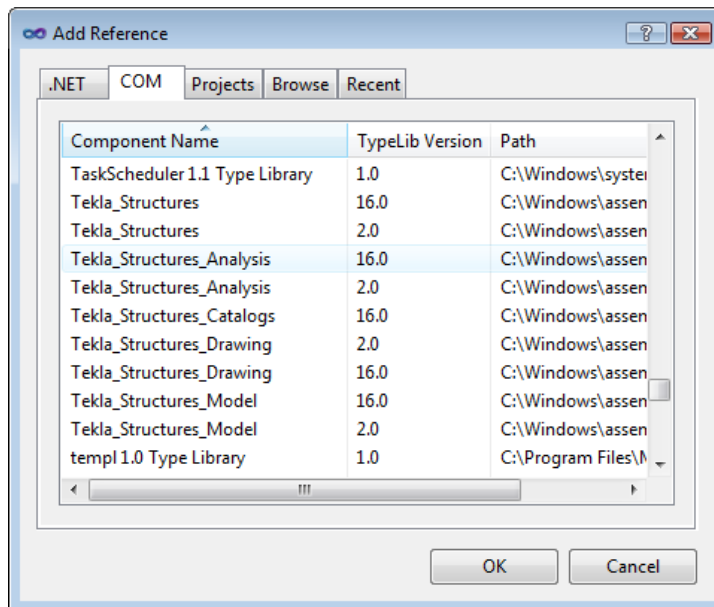 Add Reference
.NET COM Projects Browse Recent
Component Name TypeLib Version Path
TaskScheduler 1.1 Type Library 1.0 C:\Windows\system
Tekla_Structures 16.0 C:\Windows\assen
Tekla_Structures 2.0 C:\Windows\assen
Tekla_Structures_Analysis 16.0 C:\Windows\assen
Tekla_Structures_Analysis 2.0 C:\Windows\assen
Tekla_Structures_Catalogs 16.0 C:\Windows\assen
Tekla_Structures_Drawing 2.0 C:\Windows\assen
Tekla_Structures_Drawing 16.0 C:\Windows\assen
Tekla_Structures_Model 16.0 C:\Windows\assen
Tekla_Structures_Model 2.0 C:\Windows\assen
templ 1.0 Type Library 1.0 C:\Program Files\M
OK Cancel